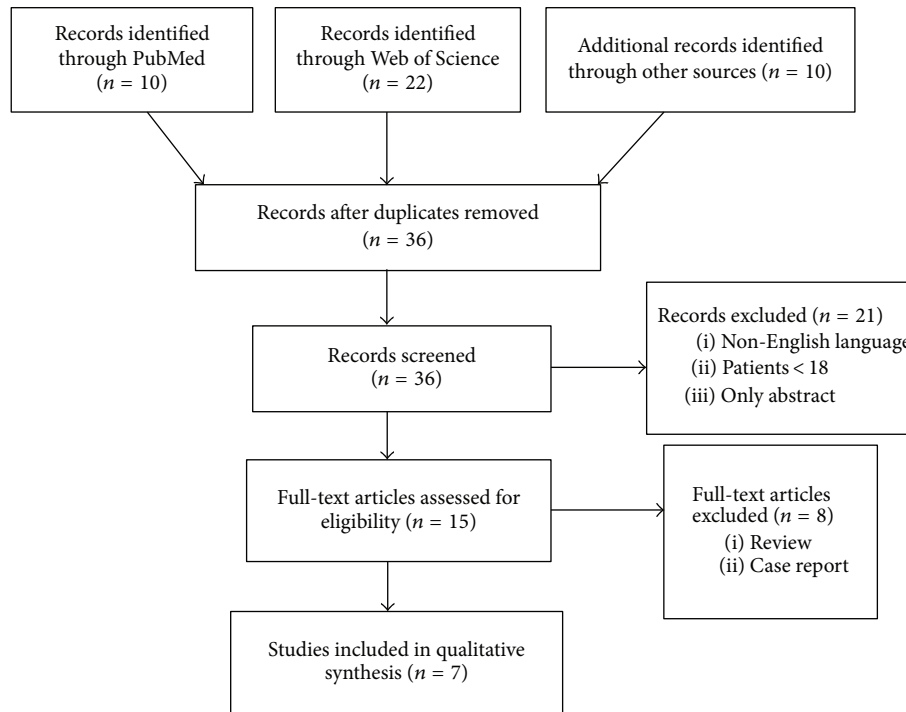 Records identified
through PubMed
(n = 10)
Records identified
through Web of Science
(n = 22)
Additional records identified
through other sources (n = 10)
Records after duplicates removed
(n = 36)
Records screened
(n = 36)
Records excluded (n = 21)
(i) Non-English language
(ii) Patients < 18
(iii) Only abstract
Full-text articles assessed for
eligibility (n = 15)
Full-text articles
excluded (n = 8)
(i) Review
(ii) Case report
Studies included in qualitative
synthesis (n = 7)